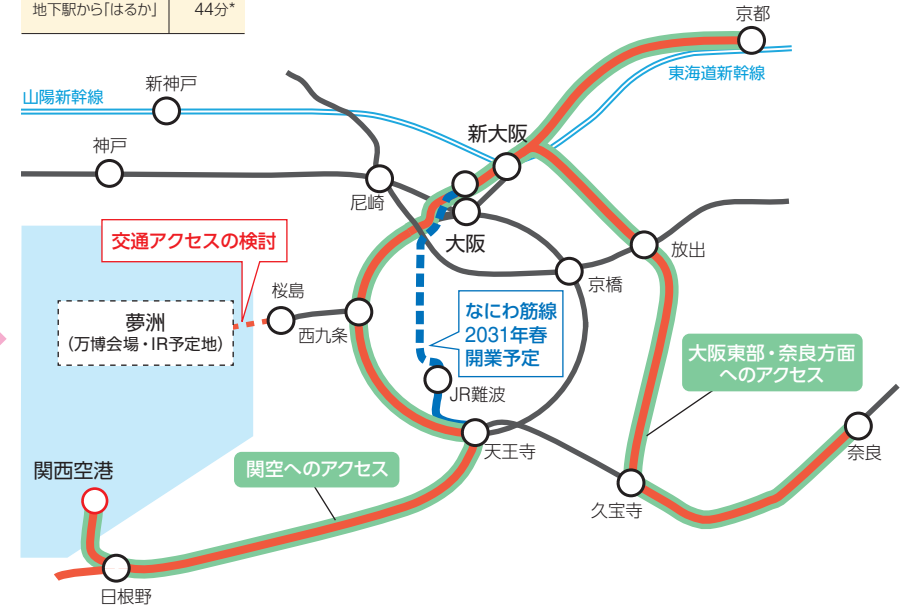 地下駅から「はるか」 44分*
京都
東海道新幹線
新神戸
山陽新幹線
神戸
新大阪
尼崎
大阪
放出
京橋
交通アクセスの検討
桜島
西九条
夢洲
(万博会場・IR予定地)
なにわ筋線
2031年春
開業予定
JR難波
大阪東部・奈良方面
へのアクセス
天王寺
奈良
関西空港
関空へのアクセス
久宝寺
日根野